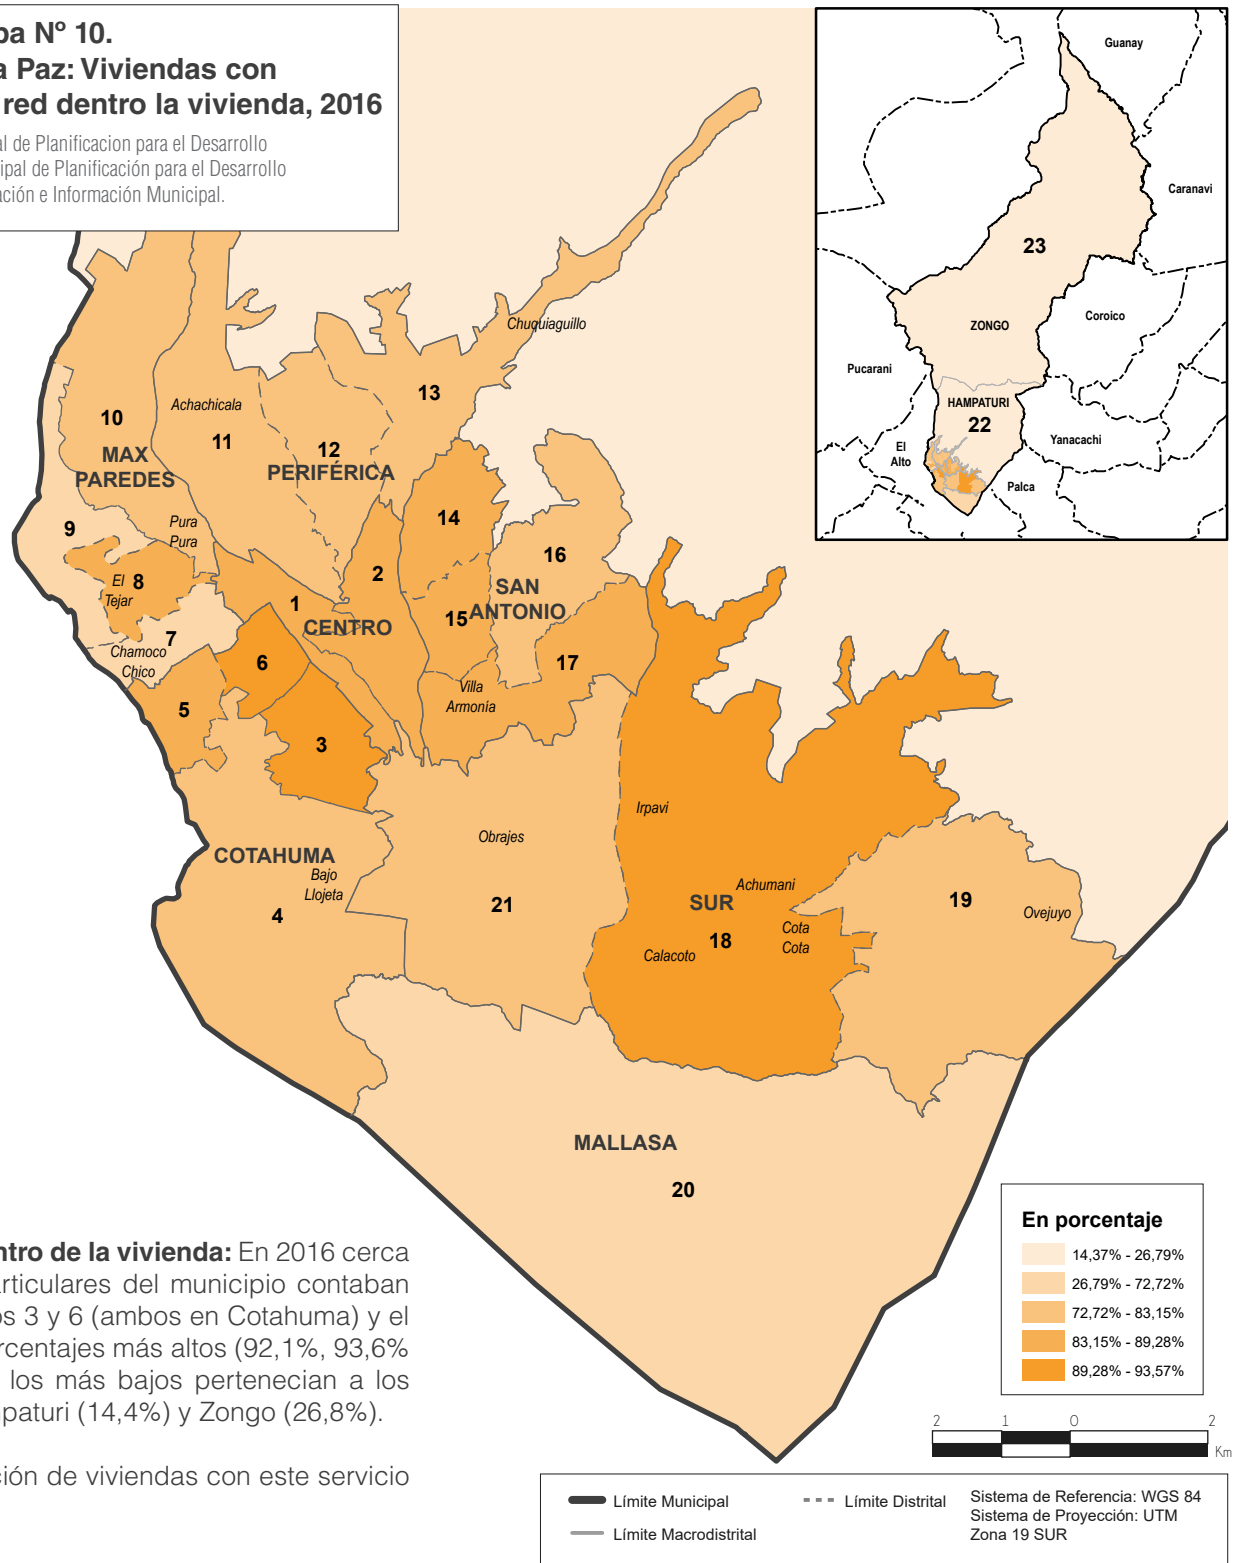 pa Nº 10.
a Paz: Viviendas con
red dentro la vivienda, 2016
al de Planificacion para el Desarrollo
cipal de Planificación para el Desarrollo
ación e Información Municipal.
Guanay
Caranavi
23
ZONGO
Coroico
Pucarani
HAMPATURI
22
El
Alto
Yanacachi
Palca
Chuquiaguillo
13
Achachicala
10
11
12
MAX
PAREDES
PERIFÉRICA
9
Pura
Pura
14
16
El
Tejar
8
2
SAN
ANTONIO
1
CENTRO
15
7
Chamoco
Chico
6
17
Villa
Armonía
5
3
Irpavi
Obrajes
COTAHUMA
Bajo
Llojeta
4
21
Achumani
SUR
18
Cota
Cota
Calacoto
19
Ovejuyo
MALLASA
20
En porcentaje
14,37% - 26,79%
26,79% - 72,72%
72,72% - 83,15%
83,15% - 89,28%
89,28% - 93,57%
2 1 0 2
Km
ntro de la vivienda: En 2016 cerca
articulares del municipio contaban
os 3 y 6 (ambos en Cotahuma) y el
rcentajes más altos (92,1%, 93,6%
los más bajos pertenecian a los
npaturi (14,4%) y Zongo (26,8%).
ción de viviendas con este servicio
Límite Municipal
Límite Distrital
Límite Macrodistrital
Sistema de Referencia: WGS 84
Sistema de Proyección: UTM
Zona 19 SUR